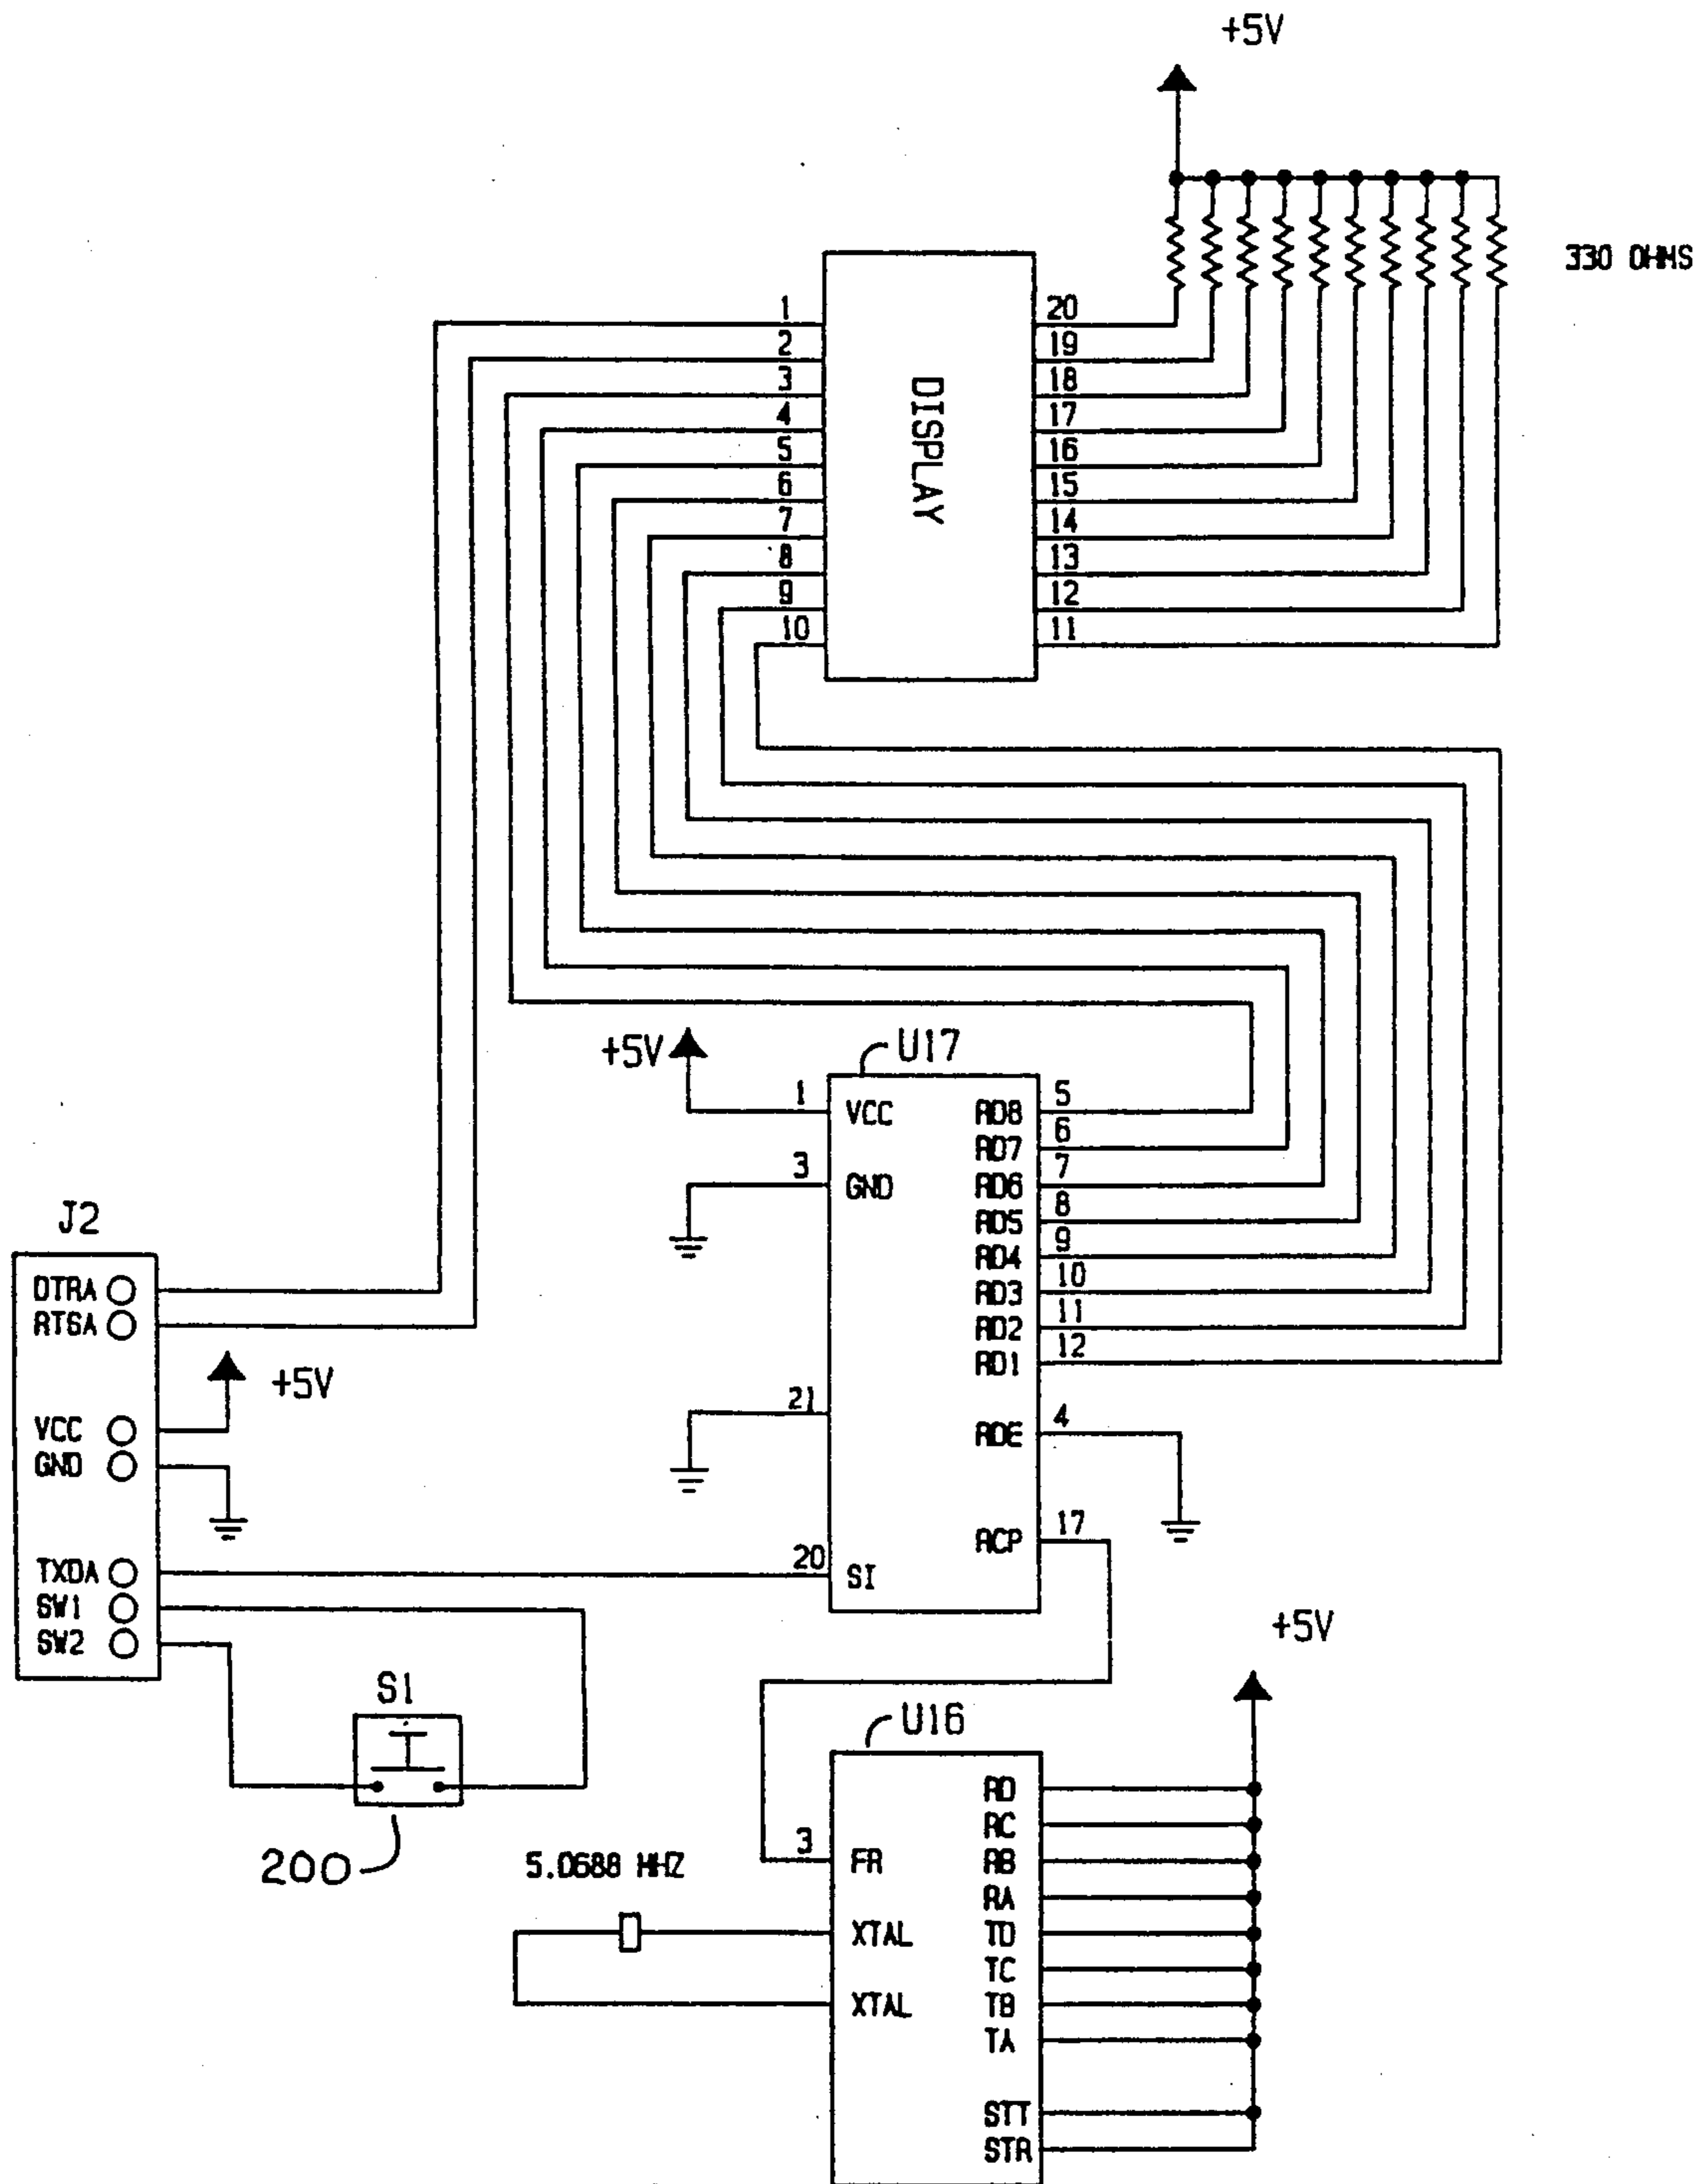 +5V
330 OHMS
1 20
2 19
3 18
4 17
5 16
6 15
7 14
8 13
9 12
10 11
DISPLAY
U17
+5V
1 VCC RD8 5
RD7 6
3 GND RD6 7
RD5 8
RD4 9
RD3 10
RD2 11
RD1 12
21
RDE 4
RCP 17
20 SI
J2
DTRA
RTSA
+5V
VCC
GND
TXDA
SW1
SW2
S1
200
+5V
U16
RD
RC
3 FR RB
RA
5.0688 MHZ
XTAL TD
TC
XTAL TB
TA
STT
STR